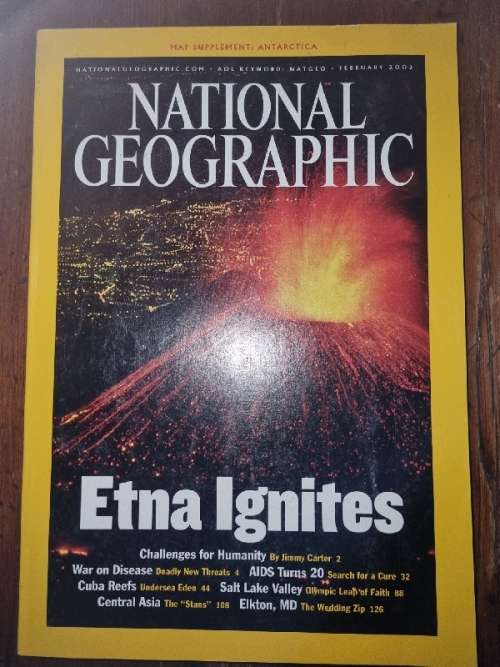 MAP SUPPLEMENT: ANTARCTICA
NATIONALGEOGRAPHIC.COM • AOL KEYWORD: NATGEO • FEBRUARY 2002
NATIONAL
GEOGRAPHIC
Etna Ignites
Challenges for Humanity By Jimmy Carter 2
War on Disease Deadly New Threats 4 AIDS Turns 20 Search for a Cure 32
Cuba Reefs Undersea Eden 44 Salt Lake Valley Olympic Leap of Faith 88
Central Asia The "Stans" 108 Elkton, MD The Wedding Zip 126